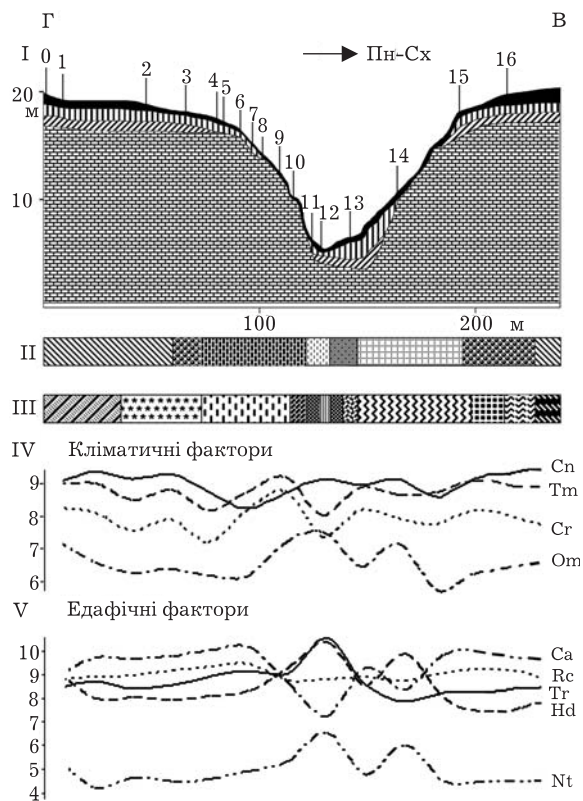 Г В
I Пн–Сх
0 1 2 3 4 5 6 7 8 9 10 11 12 13 14 15 16
20
м
10
100 200 м
II
III
IV Кліматичні фактори
9 Cn
Tm
8 Cr
7
6 Om
V Едафічні фактори
10 Ca
9 Rc
8 Tr
7 Hd
6
5
4 Nt